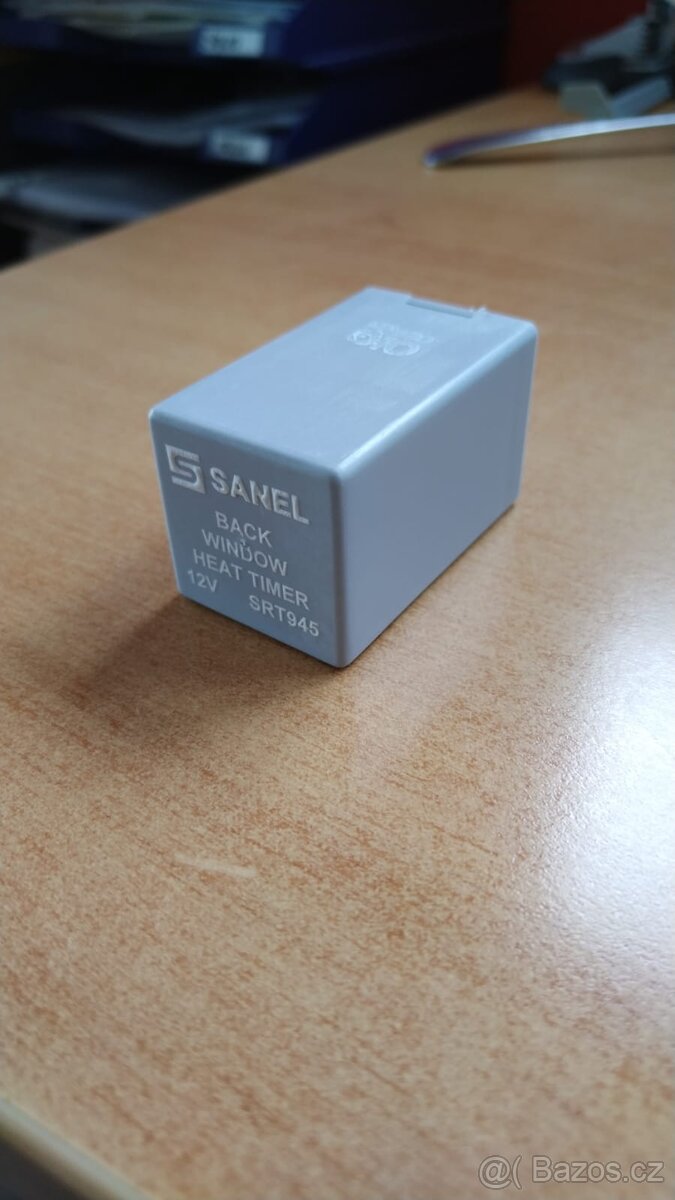 SANEL
BACK
WINDOW
HEAT TIMER
12V SRT945
@( Bazos.cz